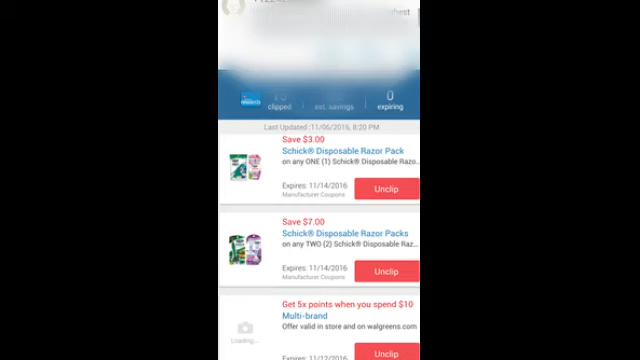 0
clipped
est. savings
expiring
Last Updated :11/06/2016, 8:20 PM
Save $3.00
Schick® Disposable Razor Pack
on any ONE (1) Schick® Disposable Razo...
Expires: 11/14/2016
Manufacturer Coupons
Unclip
Save $7.00
Schick® Disposable Razor Packs
on any TWO (2) Schick® Disposable Raz...
Expires: 11/14/2016
Manufacturer Coupons
Unclip
Get 5x points when you spend $10
Multi-brand
Offer valid in store and on walgreens.com
Loading...
Expires: 11/12/2016
Unclip